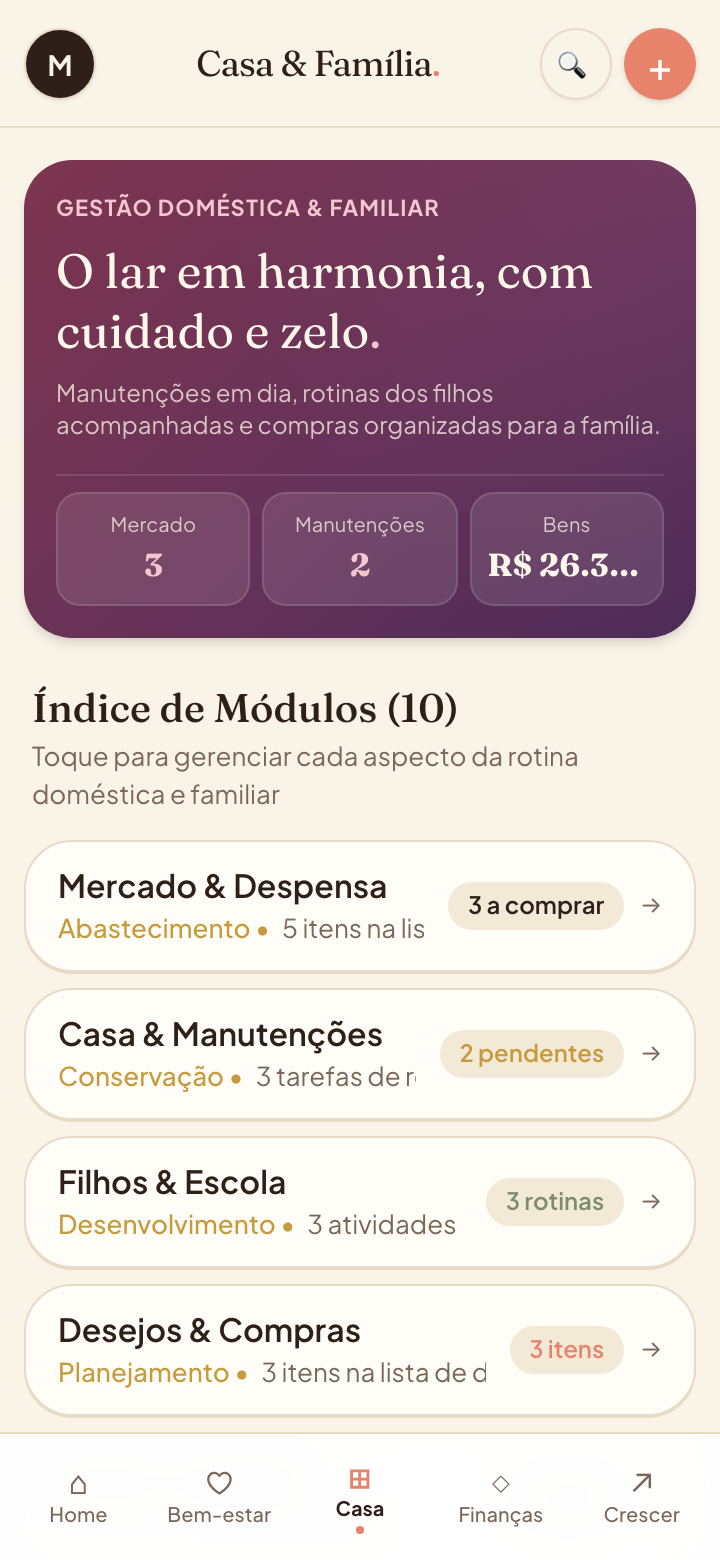 M
Casa & Família.
+
GESTÃO DOMÉSTICA & FAMILIAR
O lar em harmonia, com
cuidado e zelo.
Manutenções em dia, rotinas dos filhos
acompanhadas e compras organizadas para a família.
Mercado
3
Manutenções
2
Bens
R$ 26.3...
Índice de Módulos (10)
Toque para gerenciar cada aspecto da rotina
doméstica e familiar
Mercado & Despensa
Abastecimento • 5 itens na lis
3 a comprar →
Casa & Manutenções
Conservação • 3 tarefas de r
2 pendentes →
Filhos & Escola
Desenvolvimento • 3 atividades
3 rotinas →
Desejos & Compras
Planejamento • 3 itens na lista de d
3 itens →
Home
Bem-estar
Casa
Finanças
Crescer